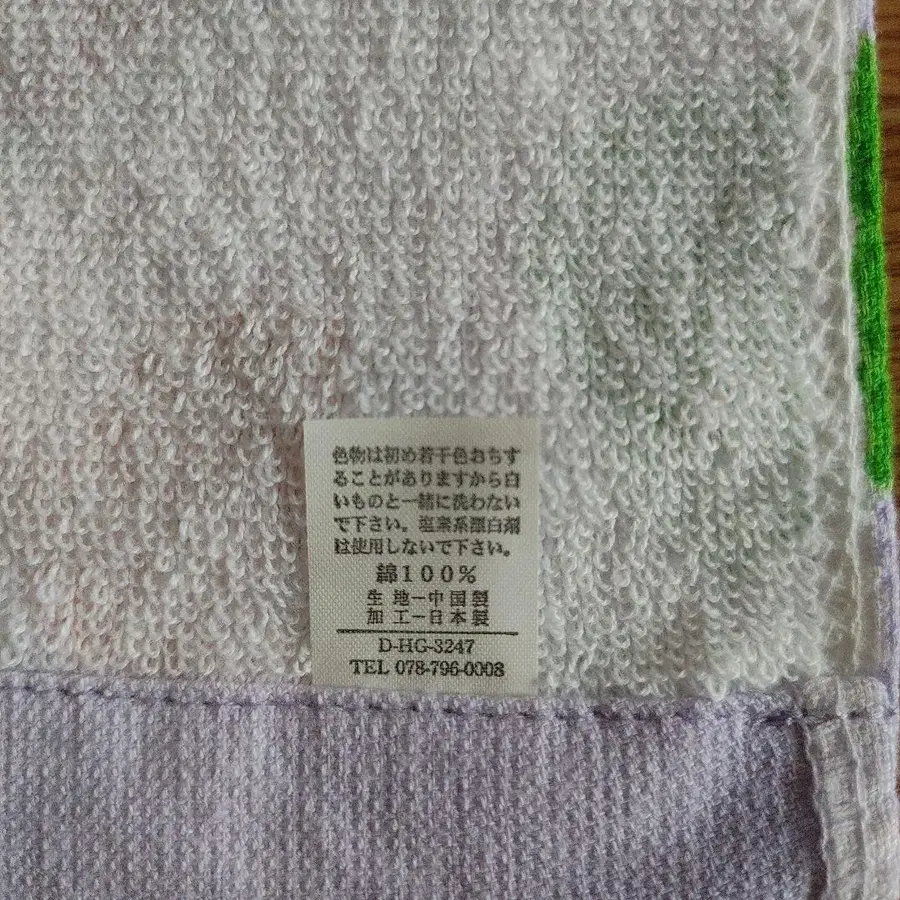 色物は初め若干色おちす
ることがありますから白
いものと一緒に洗わない
で下さい。塩素系漂白剤
は使用しないで下さい。
綿100%
生地ー中国製
加工ー日本製
D-HG-3247
TEL 078-796-0008